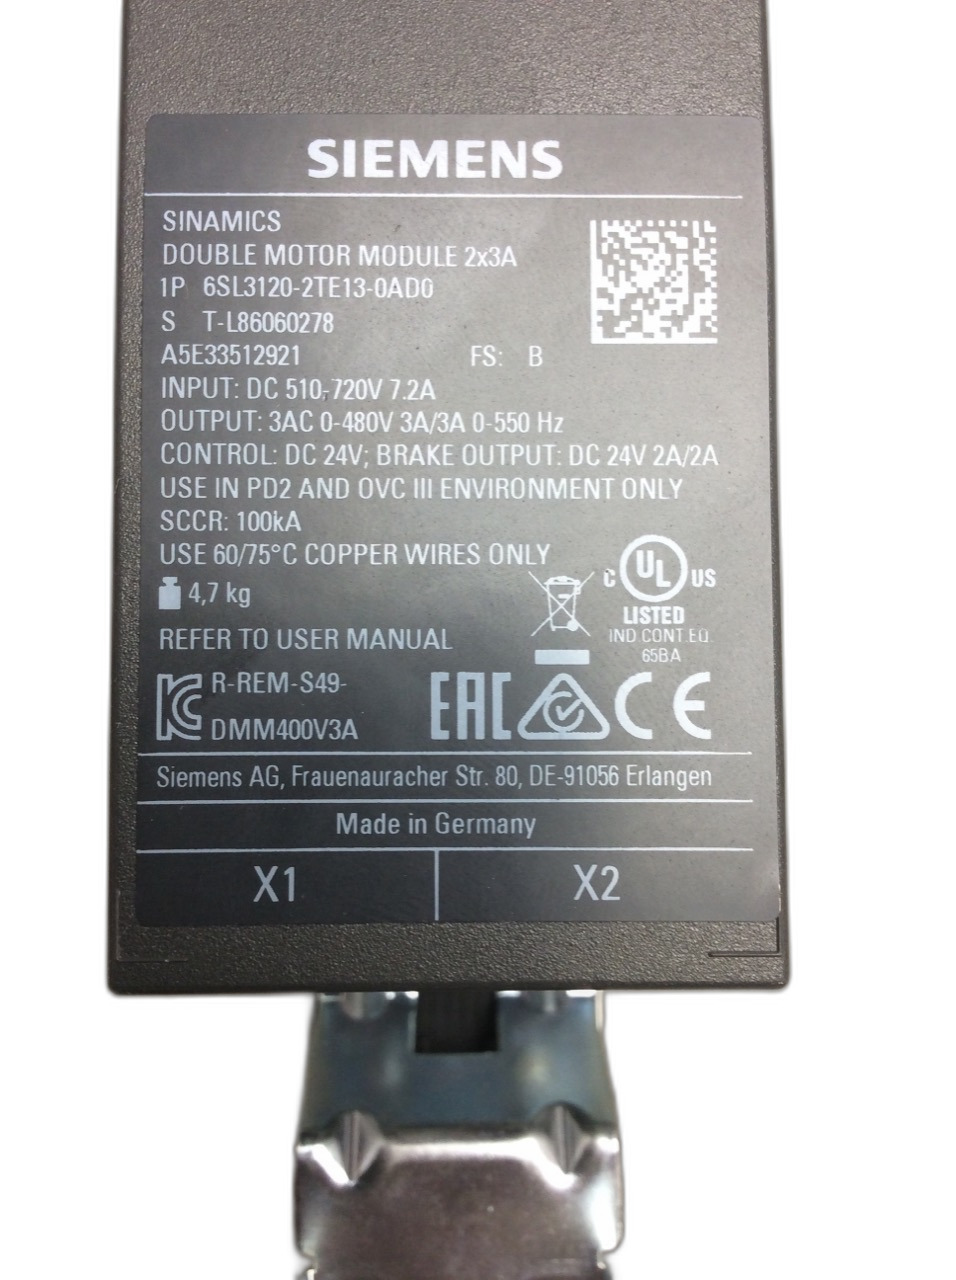 SIEMENS
SINAMICS
DOUBLE MOTOR MODULE 2x3A
1P 6SL3120-2TE13-0AD0
S T-L86060278
A5E33512921 FS: B
INPUT: DC 510-720V 7.2A
OUTPUT: 3AC 0-480V 3A/3A 0-550 Hz
CONTROL: DC 24V; BRAKE OUTPUT: DC 24V 2A/2A
USE IN PD2 AND OVC III ENVIRONMENT ONLY
SCCR: 100kA
USE 60/75°C COPPER WIRES ONLY
4,7 kg
C UL US
LISTED
IND CONT EQ.
65BA
REFER TO USER MANUAL
R-REM-S49-
DMM400V3A
EAC CE
Siemens AG, Frauenauracher Str. 80, DE-91056 Erlangen
Made in Germany
X1 X2